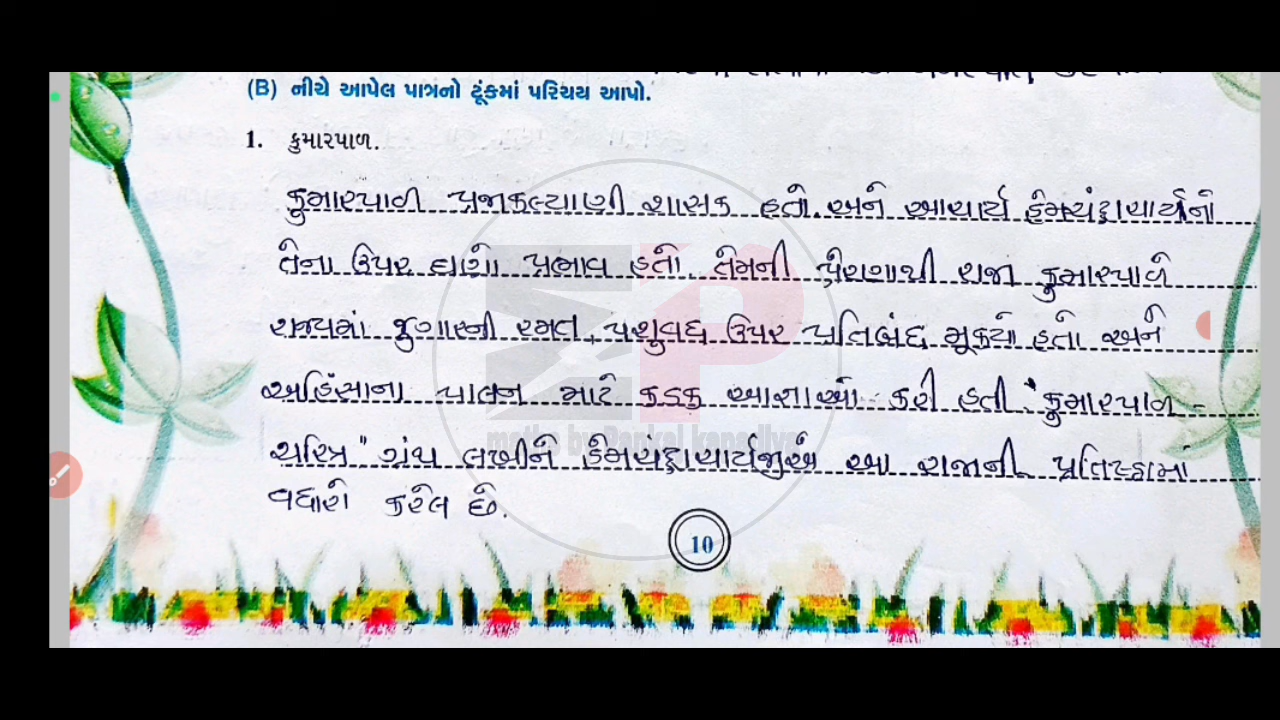 (B) નીચે આપેલ પાત્રનો ટૂંકમાં પરિચય આપો.
1. કુમારપાળ.
કુમારપાળ પ્રજાકલ્યાણી શાસક હતો. અને આચાર્ય હેમચંદ્રાચાર્યનો
તેના ઉપર ઘણો પ્રભાવ હતો. તેમની પ્રેરણાથી રાજા કુમારપાળે
રાજ્યમાં જુગારની રમત, પશુવધ ઉપર પ્રતિબંધ મૂક્યો હતો અને
અહિંસાના પાલન માટે કડક આજ્ઞાઓ કરી હતી. "કુમારપાળ -
ચરિત્ર" ગ્રંથ લખીને હેમચંદ્રાચાર્યજીએ આ રાજાની પ્રતિષ્ઠામાં
વધારો કરેલ છે.
10